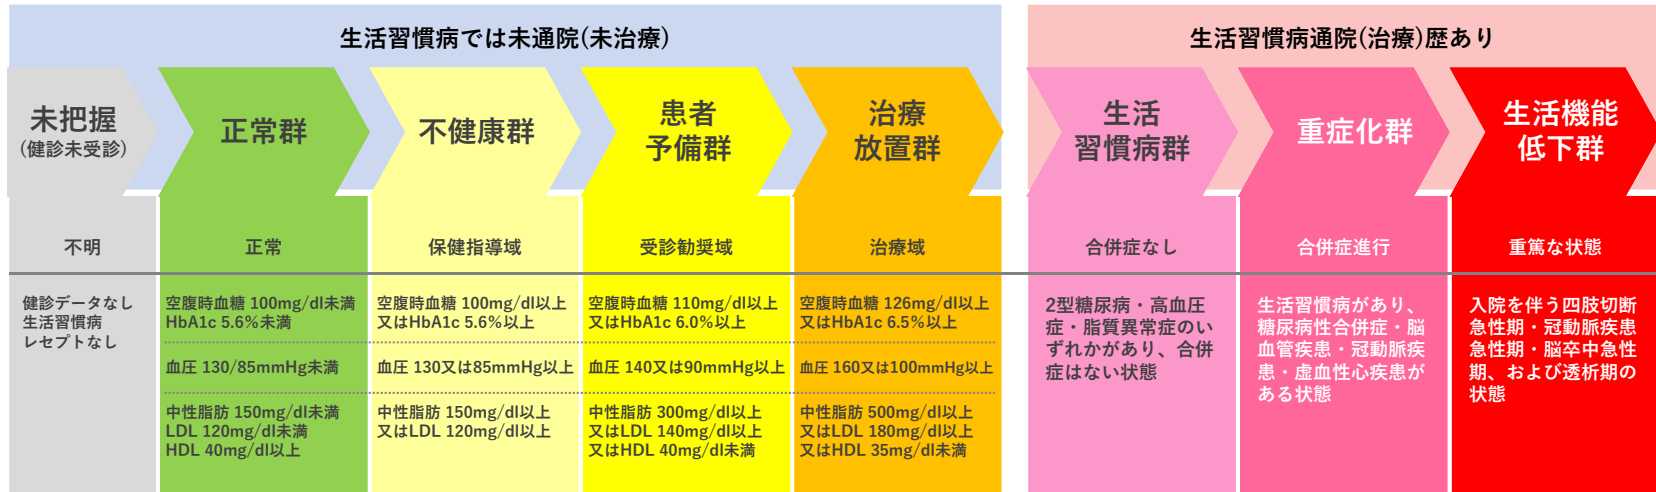 生活習慣病では未通院(未治療)
生活習慣病通院(治療)歴あり
未把握
(健診未受診)
正常群
不健康群
患者
予備群
治療
放置群
生活
習慣病群
重症化群
生活機能
低下群
不明
正常
保健指導域
受診勧奨域
治療域
合併症なし
合併症進行
重篤な状態
健診データなし
生活習慣病
レセプトなし
空腹時血糖 100mg/dl未満
HbA1c 5.6%未満
血圧 130/85mmHg未満
中性脂肪 150mg/dl未満
LDL 120mg/dl未満
HDL 40mg/dl以上
空腹時血糖 100mg/dl以上
又はHbA1c 5.6%以上
血圧 130又は85mmHg以上
中性脂肪 150mg/dl以上
又はLDL 120mg/dl以上
空腹時血糖 110mg/dl以上
又はHbA1c 6.0%以上
血圧 140又は90mmHg以上
中性脂肪 300mg/dl以上
又はLDL 140mg/dl以上
又はHDL 40mg/dl未満
空腹時血糖 126mg/dl以上
又はHbA1c 6.5%以上
血圧 160又は100mmHg以上
中性脂肪 500mg/dl以上
又はLDL 180mg/dl以上
又はHDL 35mg/dl未満
2型糖尿病・高血圧
症・脂質異常症のい
ずれかがあり、合併
症はない状態
生活習慣病があり、
糖尿病性合併症・脳
血管疾患・冠動脈疾
患・虚血性心疾患が
ある状態
入院を伴う四肢切断
急性期・冠動脈疾患
急性期・脳卒中急性
期、および透析期の
状態